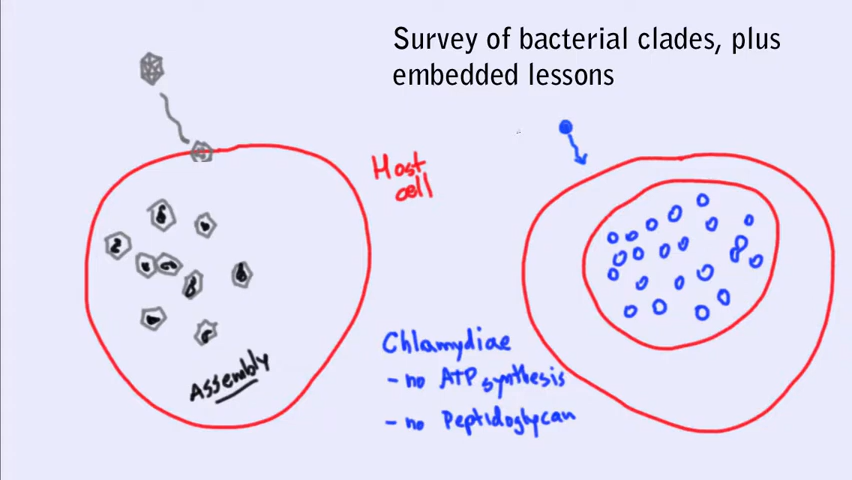 Survey of bacterial clades, plus
embedded lessons
Host
cell
Assembly
Chlamydiae
- no ATP synthesis
- no Peptidoglycan